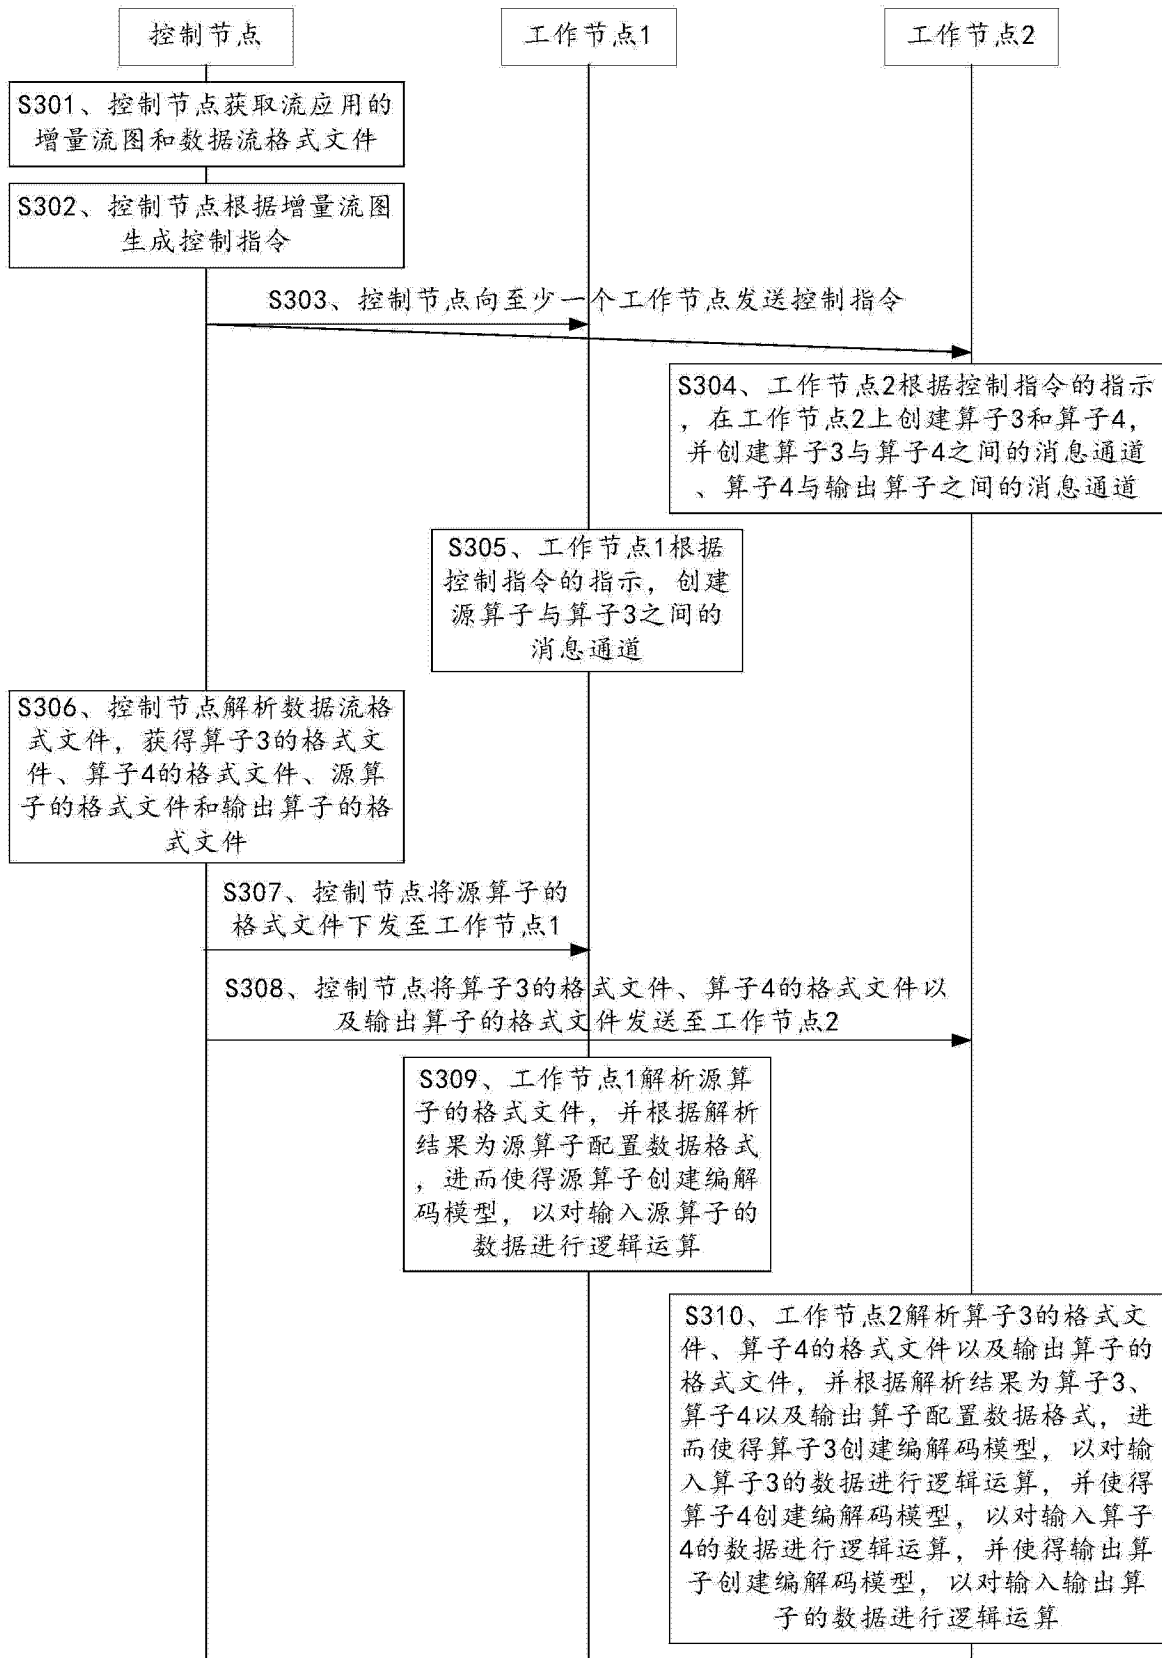 控制节点
工作节点1
工作节点2
S301、控制节点获取流应用的
增量流图和数据流格式文件
S302、控制节点根据增量流图
生成控制指令
S303、控制节点向至少一个工作节点发送控制指令
S304、工作节点2根据控制指令的指示
，在工作节点2上创建算子3和算子4，
并创建算子3与算子4之间的消息通道
、算子4与输出算子之间的消息通道
S305、工作节点1根据
控制指令的指示，创建
源算子与算子3之间的
消息通道
S306、控制节点解析数据流格
式文件，获得算子3的格式文
件、算子4的格式文件、源算
子的格式文件和输出算子的格
式文件
S307、控制节点将源算子的
格式文件下发至工作节点1
S308、控制节点将算子3的格式文件、算子4的格式文件以
及输出算子的格式文件发送至工作节点2
S309、工作节点1解析源算
子的格式文件，并根据解析
结果为源算子配置数据格式
，进而使得源算子创建编解
码模型，以对输入源算子的
数据进行逻辑运算
S310、工作节点2解析算子3的格式文
件、算子4的格式文件以及输出算子的
格式文件，并根据解析结果为算子3、
算子4以及输出算子配置数据格式，进
而使得算子3创建编解码模型，以对输
入算子3的数据进行逻辑运算，并使得
算子4创建编解码模型，以对输入算子
4的数据进行逻辑运算，并使得输出算
子创建编解码模型，以对输入输出算
子的数据进行逻辑运算